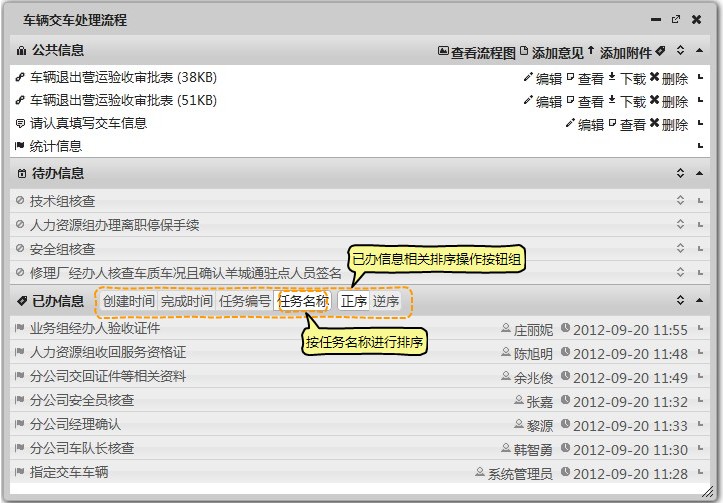 车辆交车处理流程
公共信息 查看流程图 添加意见 添加附件
车辆退出营运验收审批表 (38KB) 编辑 查看 下载 删除
车辆退出营运验收审批表 (51KB) 编辑 查看 下载 删除
请认真填写交车信息 编辑 查看 删除
统计信息
待办信息
技术组核查
人力资源组办理离职停保手续
安全组核查
修理厂经办人核查车质车况且确认羊城通驻点人员签名
已办信息相关排序操作按钮组
已办信息 创建时间 完成时间 任务编号 任务名称 正序 逆序
业务组经办人验收证件 庄丽妮 2012-09-20 11:55
按任务名称进行排序
人力资源组收回服务资格证 陈旭明 2012-09-20 11:48
分公司交回证件等相关资料 余兆俊 2012-09-20 11:49
分公司安全员核查 张嘉 2012-09-20 11:32
分公司经理确认 黎源 2012-09-20 11:33
分公司车队长核查 韩智勇 2012-09-20 11:30
指定交车车辆 系统管理员 2012-09-20 11:28